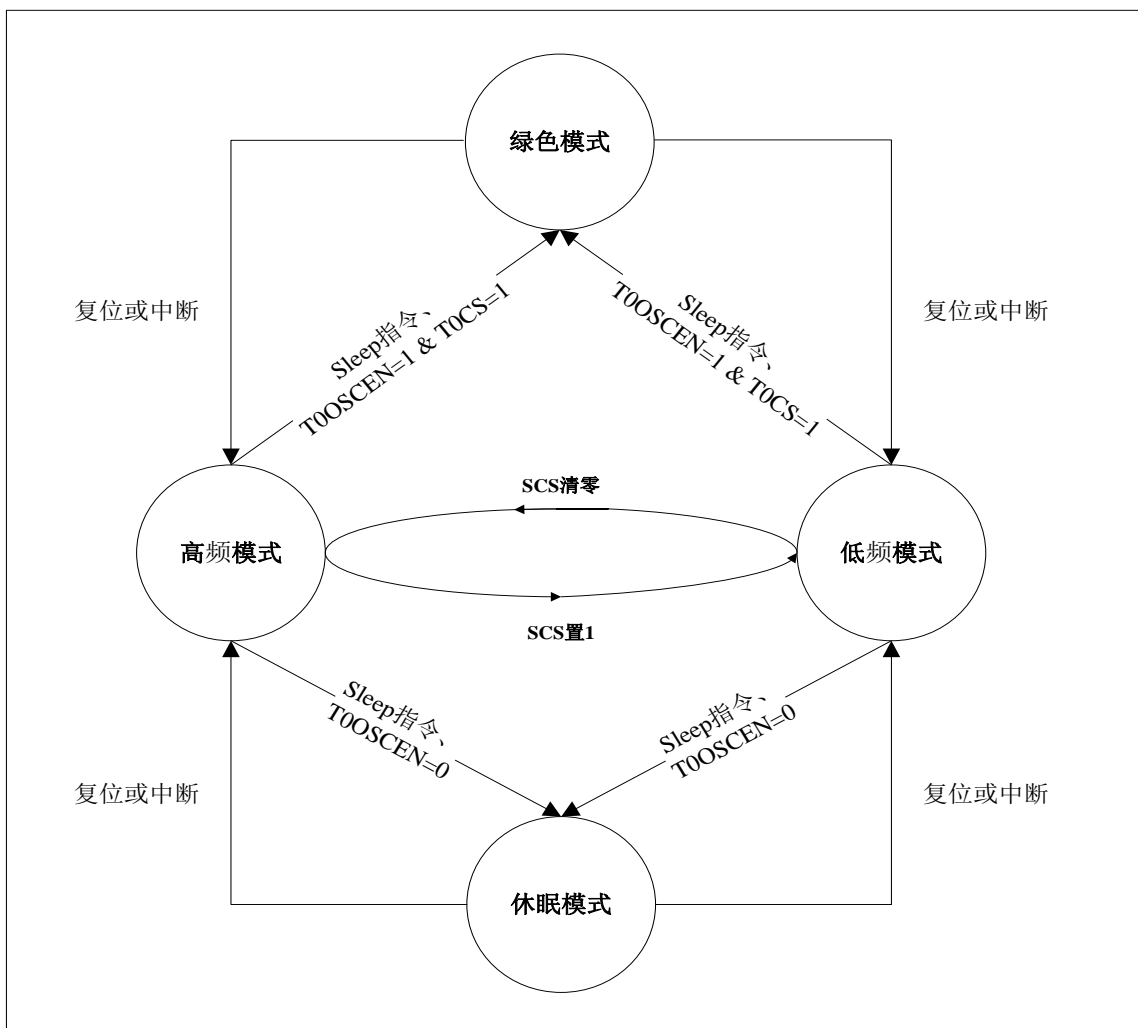 绿色模式
复位或中断
Sleep指令、
T0OSCEN=1 & T0CS=1
Sleep指令、
T0OSCEN=1 & T0CS=1
复位或中断
SCS清零
高频模式
低频模式
SCS置1
Sleep指令、
T0OSCEN=0
Sleep指令、
T0OSCEN=0
复位或中断
复位或中断
休眠模式